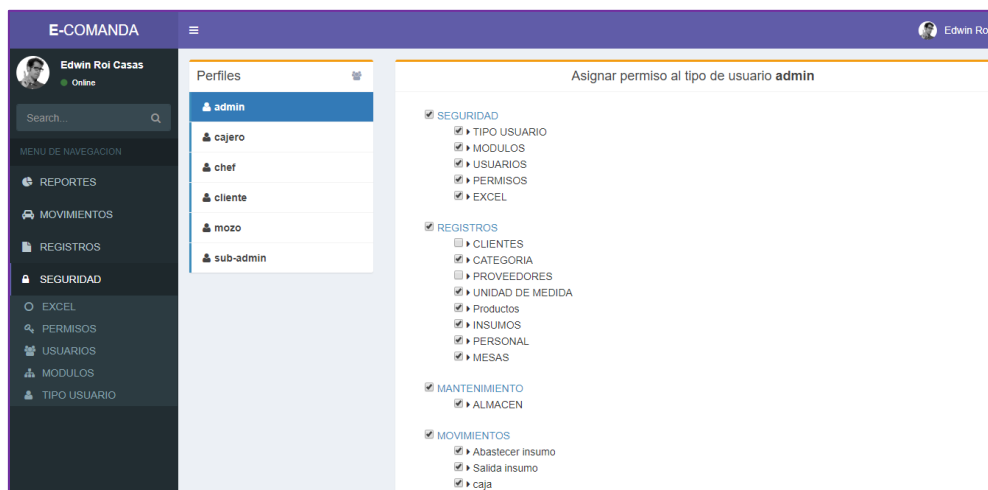 E-COMANDA
Edwin Ro
Edwin Roi Casas
Online
Search...
MENU DE NAVEGACION
REPORTES
MOVIMIENTOS
REGISTROS
SEGURIDAD
EXCEL
PERMISOS
USUARIOS
MODULOS
TIPO USUARIO
Perfiles
admin
cajero
chef
cliente
mozo
sub-admin
Asignar permiso al tipo de usuario admin
SEGURIDAD
TIPO USUARIO
MODULOS
USUARIOS
PERMISOS
EXCEL
REGISTROS
CLIENTES
CATEGORIA
PROVEEDORES
UNIDAD DE MEDIDA
Productos
INSUMOS
PERSONAL
MESAS
MANTENIMIENTO
ALMACEN
MOVIMIENTOS
Abastecer insumo
Salida insumo
caja